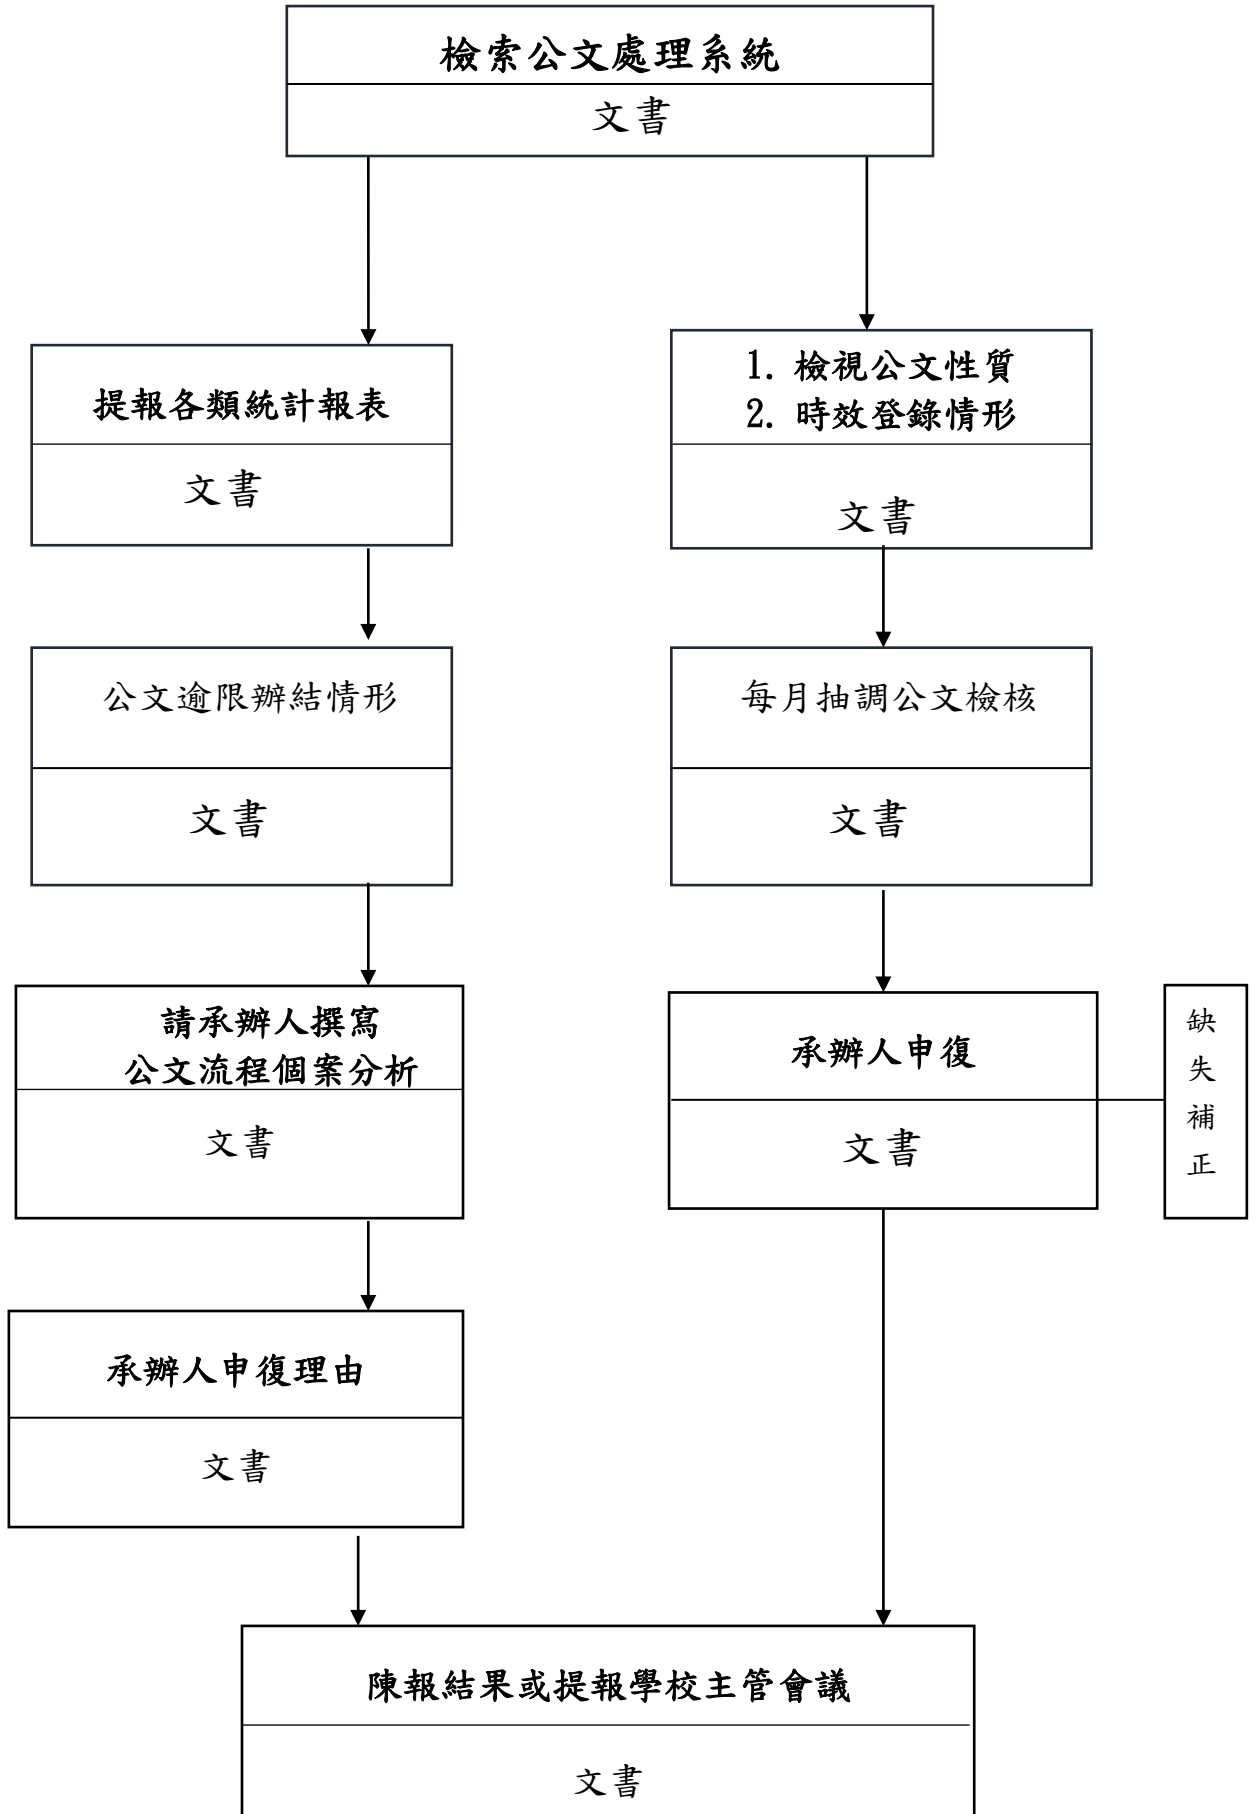 檢索公文處理系統
文書
提報各類統計報表
文書
1. 檢視公文性質
2. 時效登錄情形
文書
公文逾限辦結情形
文書
每月抽調公文檢核
文書
請承辦人撰寫
公文流程個案分析
文書
承辦人申復
文書
缺
失
補
正
承辦人申復理由
文書
陳報結果或提報學校主管會議
文書